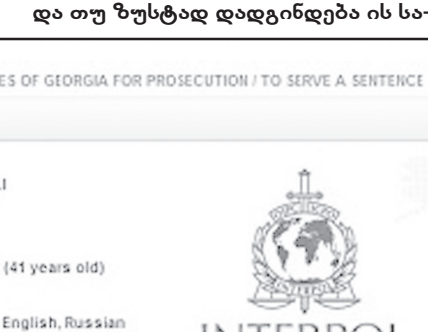 და თუ ზუსტად დადგინდება ის სა-
ES OF GEORGIA FOR PROSECUTION / TO SERVE A SENTENCE
(41 years old)
English, Russian
INTERPOL
INTERPOL